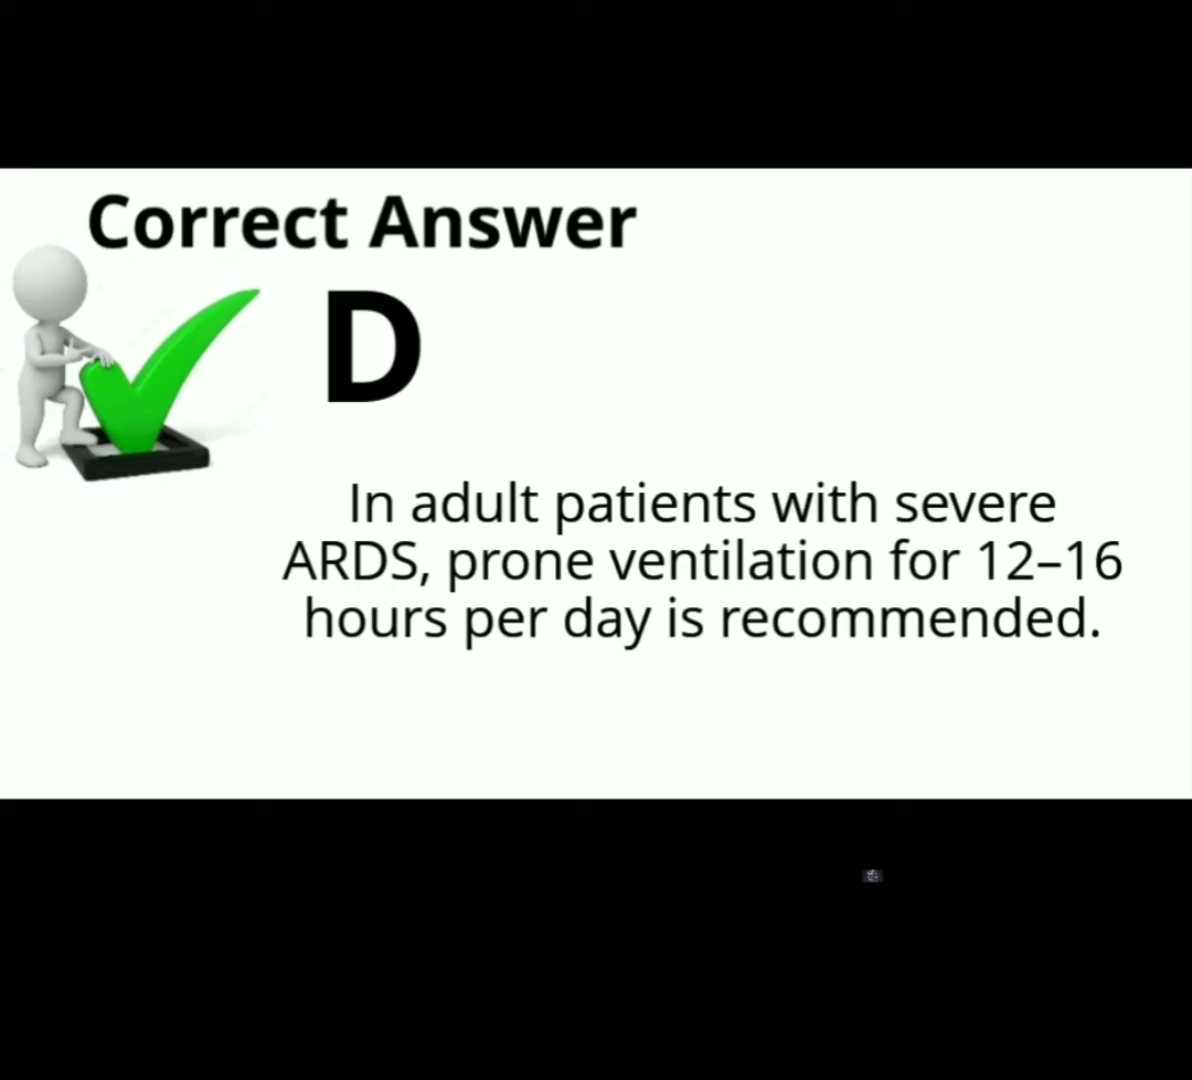 Correct Answer
D
In adult patients with severe
ARDS, prone ventilation for 12–16
hours per day is recommended.